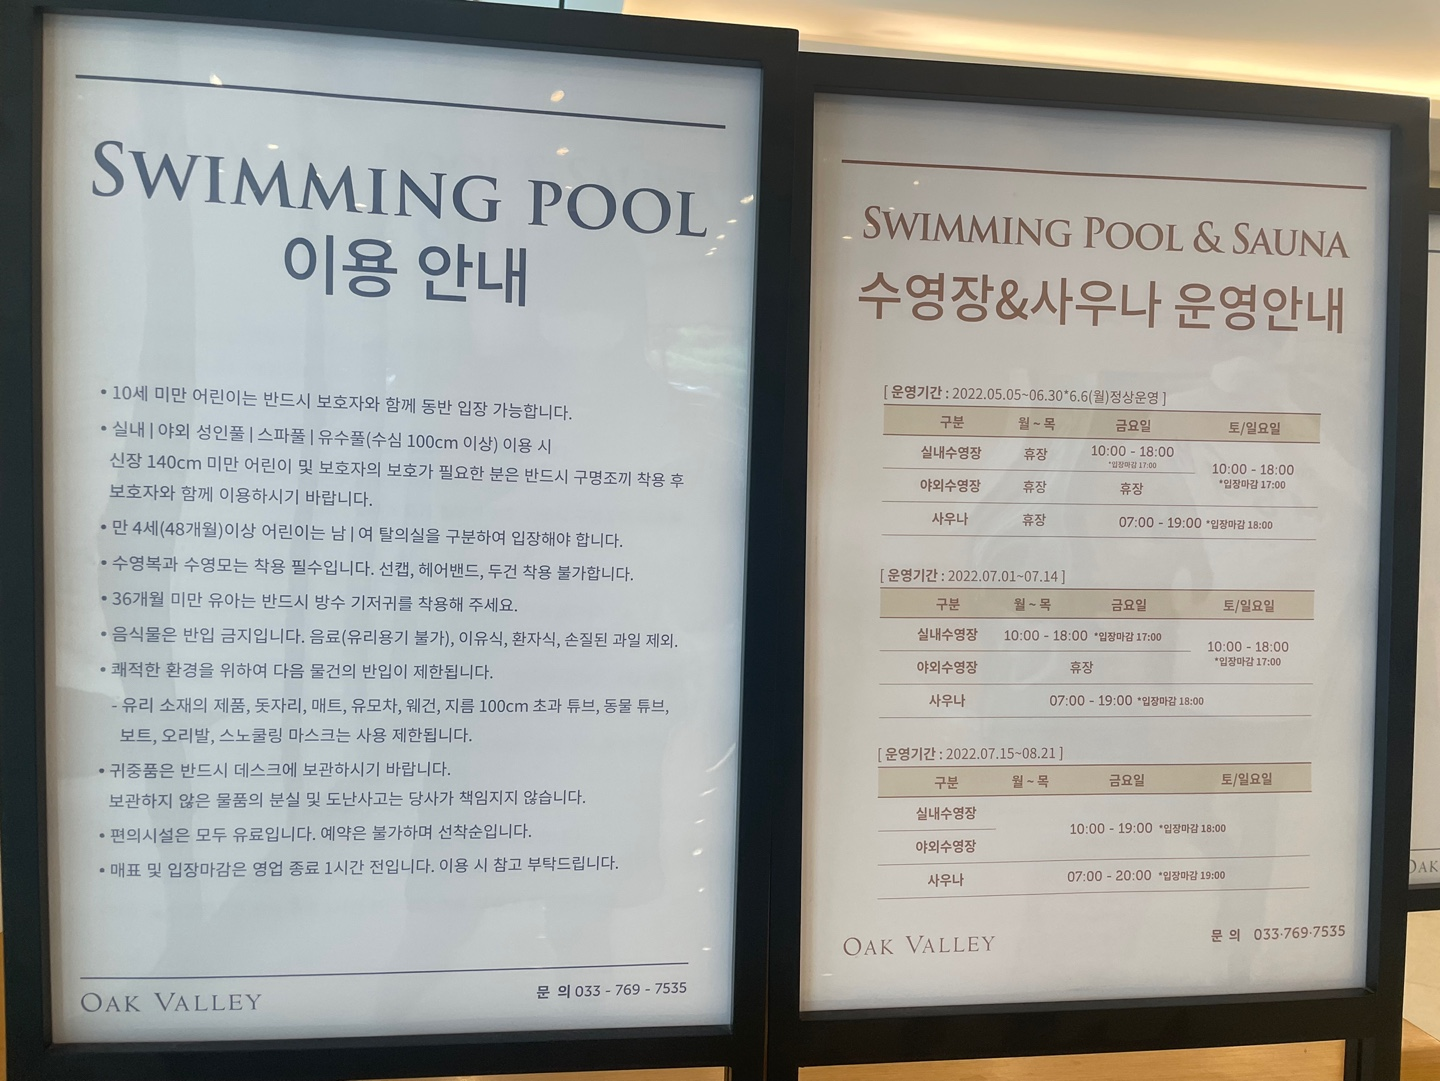 SWIMMING POOL
이용 안내
• 10세 미만 어린이는 반드시 보호자와 함께 동반 입장 가능합니다.
• 실내 | 야외 성인풀 | 스파풀 | 유수풀(수심 100cm 이상) 이용 시
신장 140cm 미만 어린이 및 보호자의 보호가 필요한 분은 반드시 구명조끼 착용 후
보호자와 함께 이용하시기 바랍니다.
• 만 4세(48개월)이상 어린이는 남 | 여 탈의실을 구분하여 입장해야 합니다.
• 수영복과 수영모는 착용 필수입니다. 선캡, 헤어밴드, 두건 착용 불가합니다.
• 36개월 미만 유아는 반드시 방수 기저귀를 착용해 주세요.
• 음식물은 반입 금지입니다. 음료(유리용기 불가), 이유식, 환자식, 손질된 과일 제외.
• 쾌적한 환경을 위하여 다음 물건의 반입이 제한됩니다.
- 유리 소재의 제품, 돗자리, 매트, 유모차, 웨건, 지름 100cm 초과 튜브, 동물 튜브,
보트, 오리발, 스노쿨링 마스크는 사용 제한됩니다.
• 귀중품은 반드시 데스크에 보관하시기 바랍니다.
보관하지 않은 물품의 분실 및 도난사고는 당사가 책임지지 않습니다.
• 편의시설은 모두 유료입니다. 예약은 불가하며 선착순입니다.
• 매표 및 입장마감은 영업 종료 1시간 전입니다. 이용 시 참고 부탁드립니다.
OAK VALLEY
문 의 033 - 769 - 7535
SWIMMING POOL & SAUNA
수영장&사우나 운영안내
[ 운영기간 : 2022.05.05~06.30*6.6(월)정상운영 ]
구분 월 ~ 목 금요일 토/일요일
실내수영장 휴장 10:00 - 18:00
*입장마감 17:00
10:00 - 18:00
*입장마감 17:00
야외수영장 휴장 휴장
사우나 휴장 07:00 - 19:00 *입장마감 18:00
[ 운영기간 : 2022.07.01~07.14 ]
구분 월 ~ 목 금요일 토/일요일
실내수영장 10:00 - 18:00 *입장마감 17:00
10:00 - 18:00
*입장마감 17:00
야외수영장 휴장
사우나 07:00 - 19:00 *입장마감 18:00
[ 운영기간 : 2022.07.15~08.21 ]
구분 월 ~ 목 금요일 토/일요일
실내수영장
10:00 - 19:00 *입장마감 18:00
야외수영장
사우나 07:00 - 20:00 *입장마감 19:00
OAK VALLEY
문 의 033·769·7535
OAK